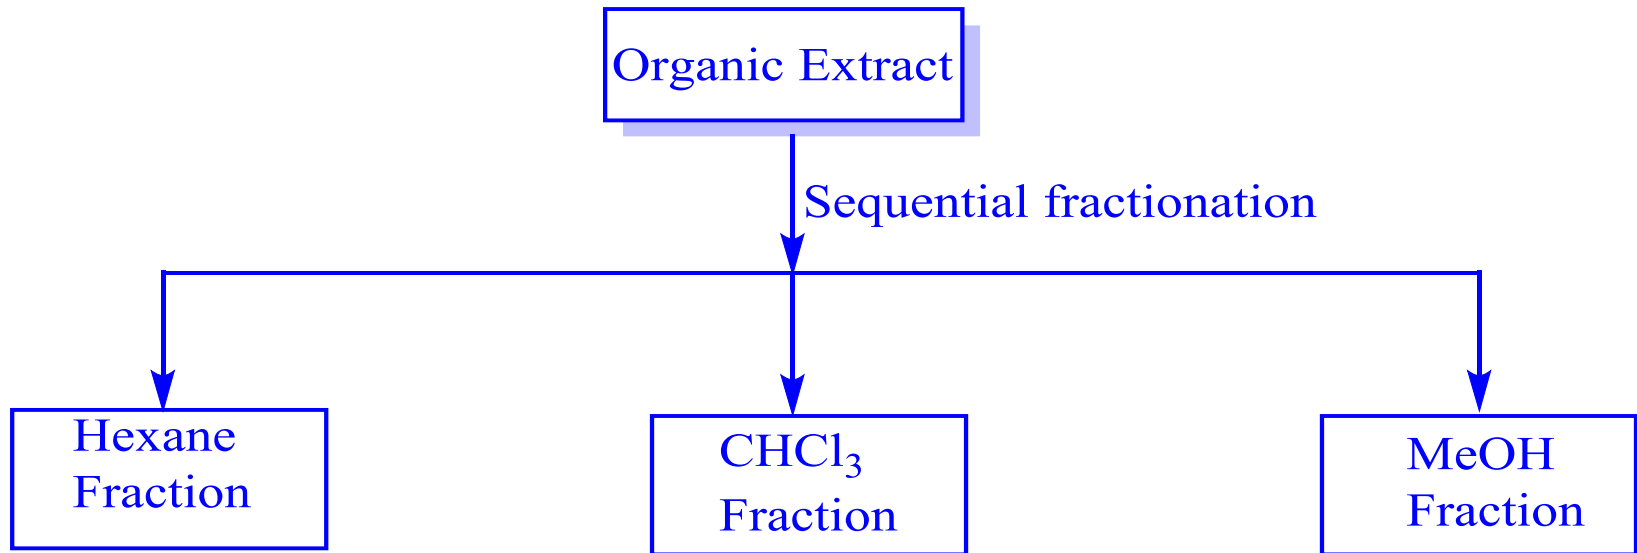 Organic Extract
Sequential fractionation
Hexane
Fraction
CHCl₃
Fraction
MeOH
Fraction